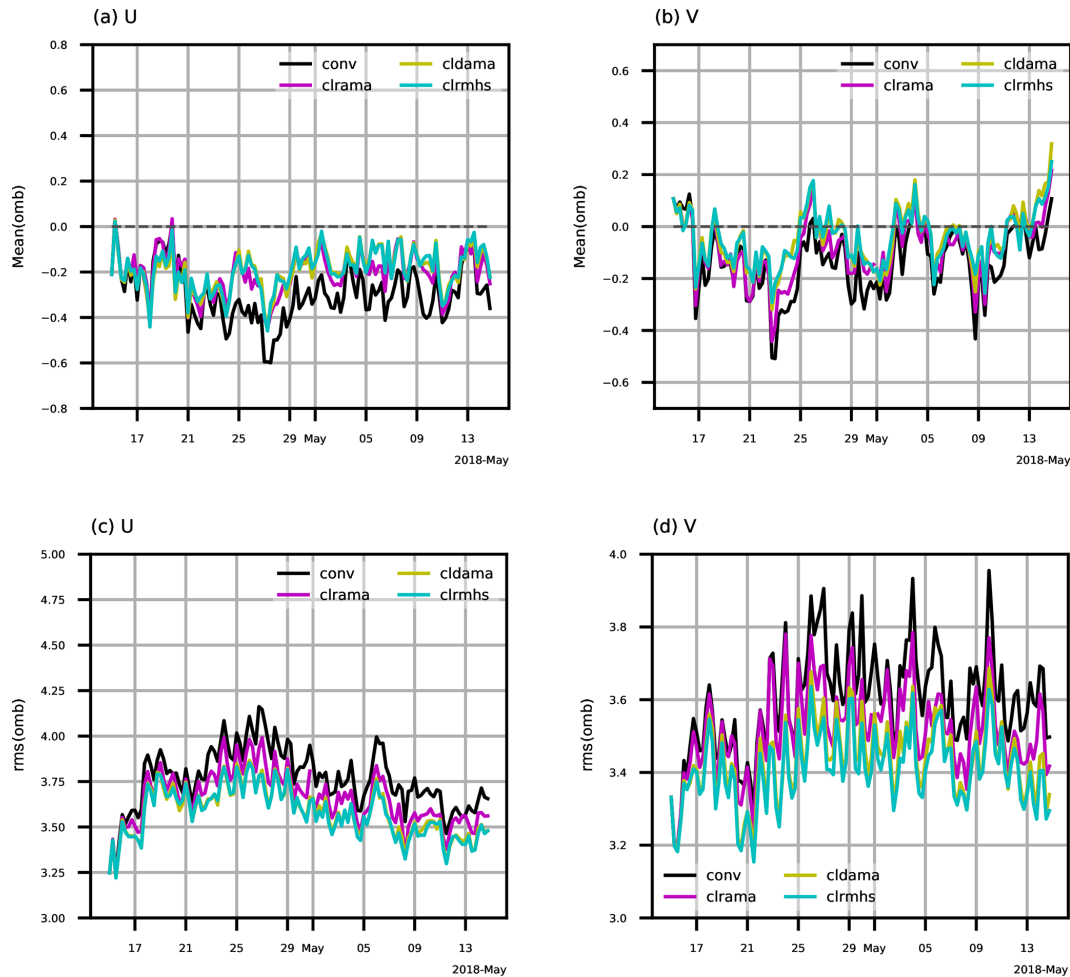 (a) U
0.8
0.6
0.4
0.2
0.0
−0.2
−0.4
−0.6
−0.8
Mean(omb)
conv
clrama
cldama
clrmhs
17 21 25 29 May 05 09 13
2018-May
(b) V
0.6
0.4
0.2
0.0
−0.2
−0.4
−0.6
Mean(omb)
conv
clrama
cldama
clrmhs
17 21 25 29 May 05 09 13
2018-May
(c) U
5.00
4.75
4.50
4.25
4.00
3.75
3.50
3.25
3.00
rms(omb)
conv
clrama
cldama
clrmhs
17 21 25 29 May 05 09 13
2018-May
(d) V
4.0
3.8
3.6
3.4
3.2
3.0
rms(omb)
conv
clrama
cldama
clrmhs
17 21 25 29 May 05 09 13
2018-May